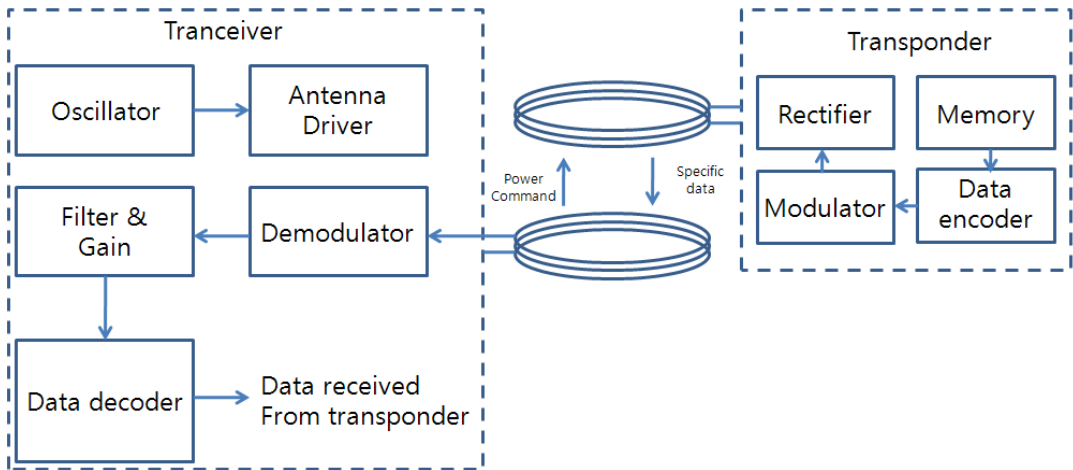 Tranceiver
Oscillator
Antenna
Driver
Filter &
Gain
Demodulator
Data decoder
Data received
From transponder
Power
Command
Specific
data
Transponder
Rectifier
Memory
Modulator
Data
encoder